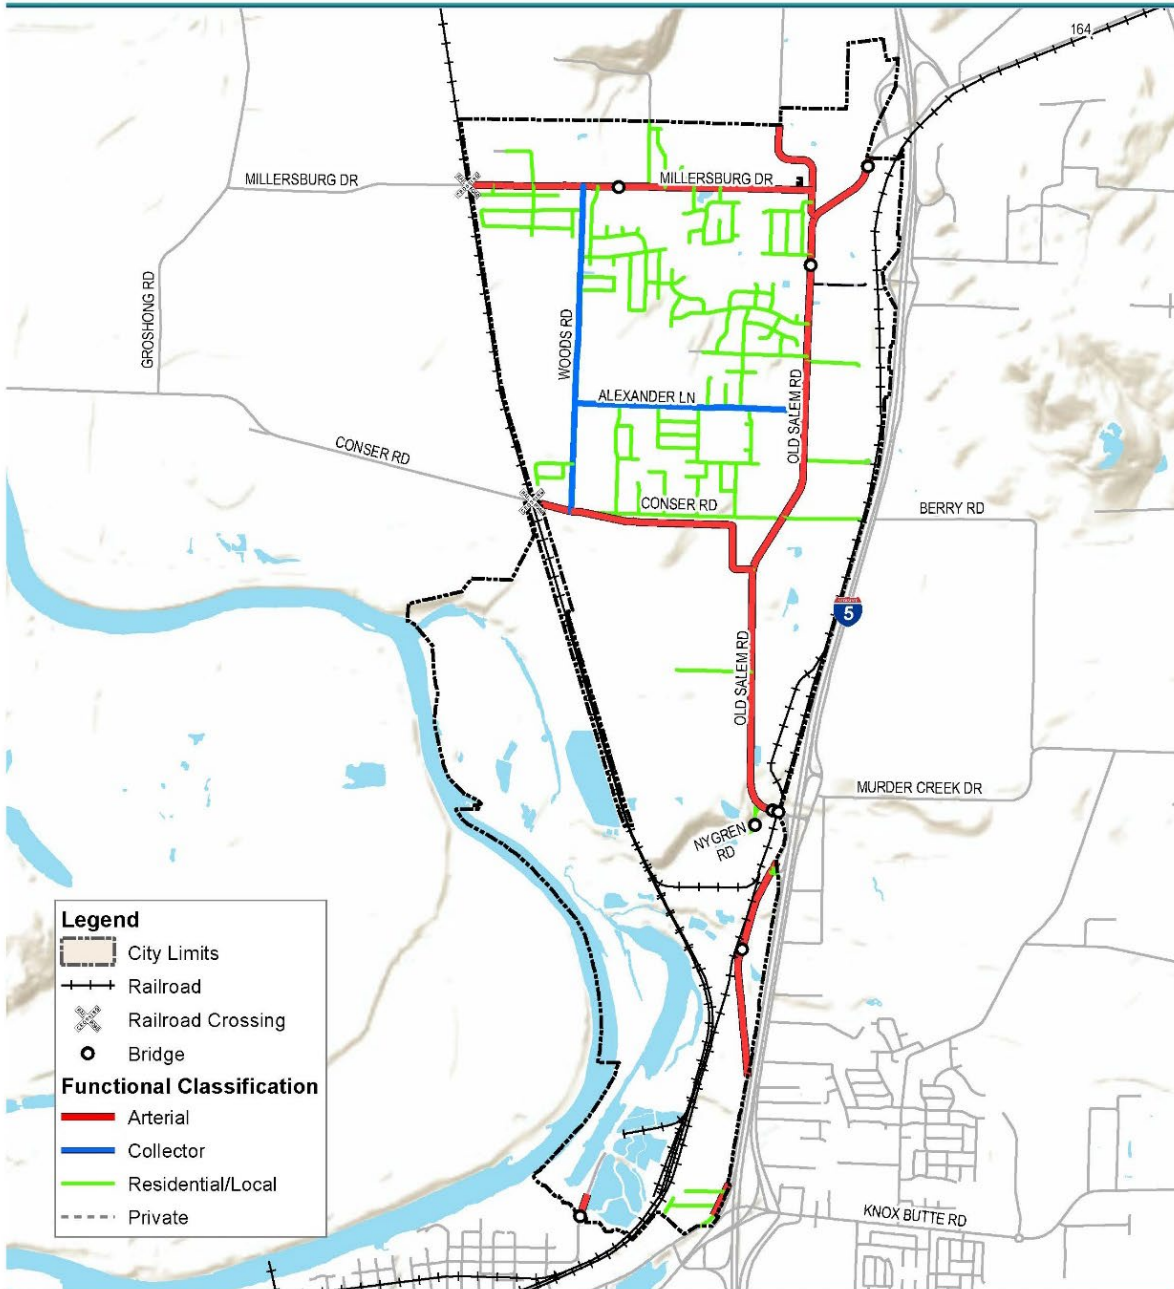 164
MILLERSBURG DR
MILLERSBURG DR
GROSHONG RD
WOODS RD
ALEXANDER LN
OLD SALEM RD
CONSER RD
CONSER RD
BERRY RD
5
OLD SALEM RD
MURDER CREEK DR
NYGREN
RD
KNOX BUTTE RD
Legend
City Limits
Railroad
Railroad Crossing
Bridge
Functional Classification
Arterial
Collector
Residential/Local
Private